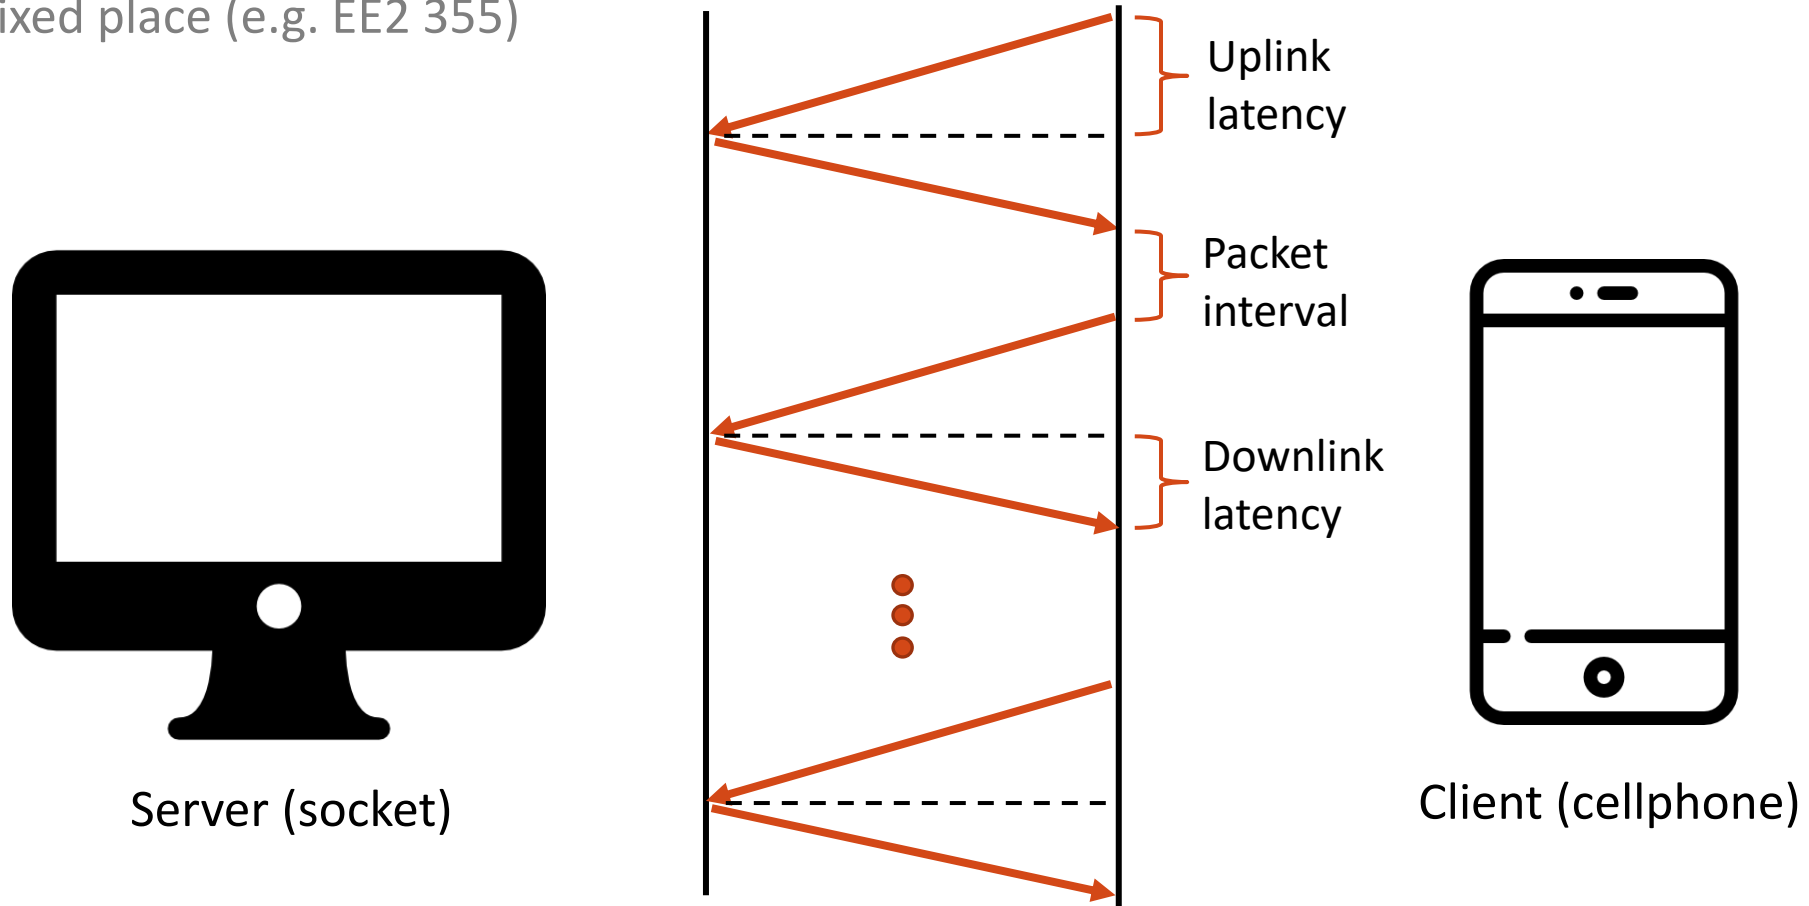 ixed place (e.g. EE2 355)
Uplink
latency
Packet
interval
Downlink
latency
Server (socket)
Client (cellphone)